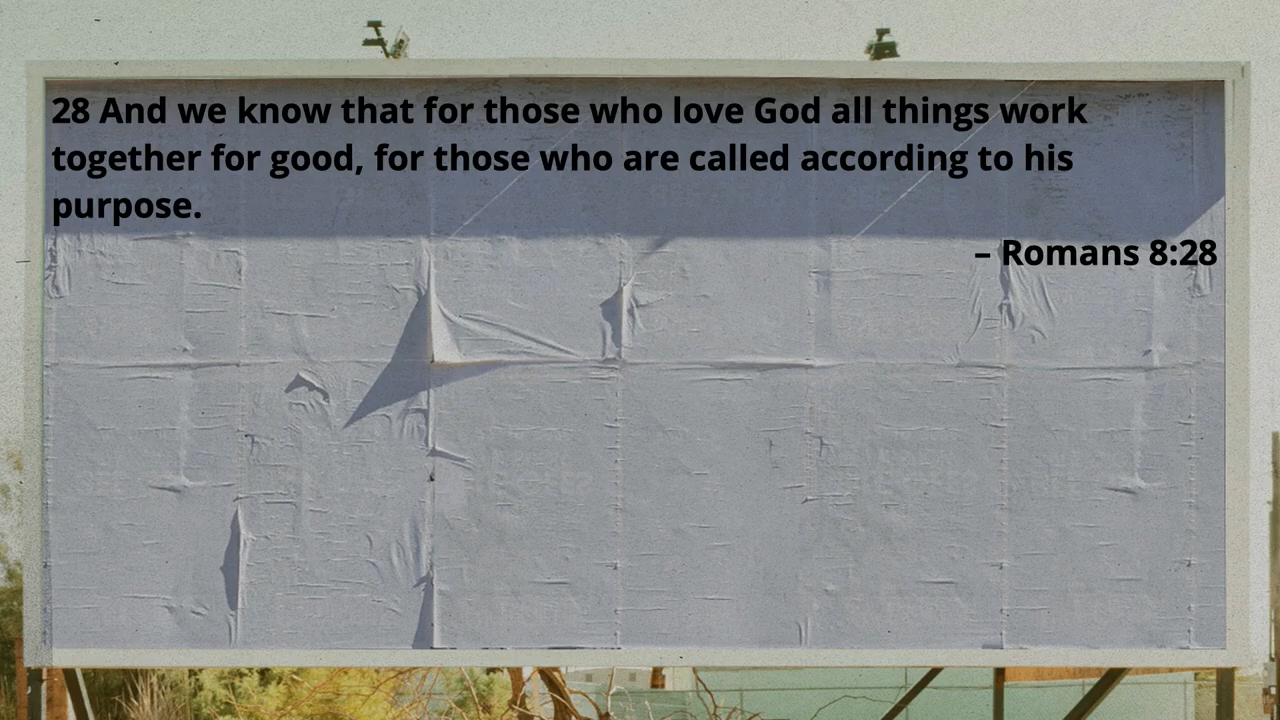 28 And we know that for those who love God all things work
together for good, for those who are called according to his
purpose.
– Romans 8:28